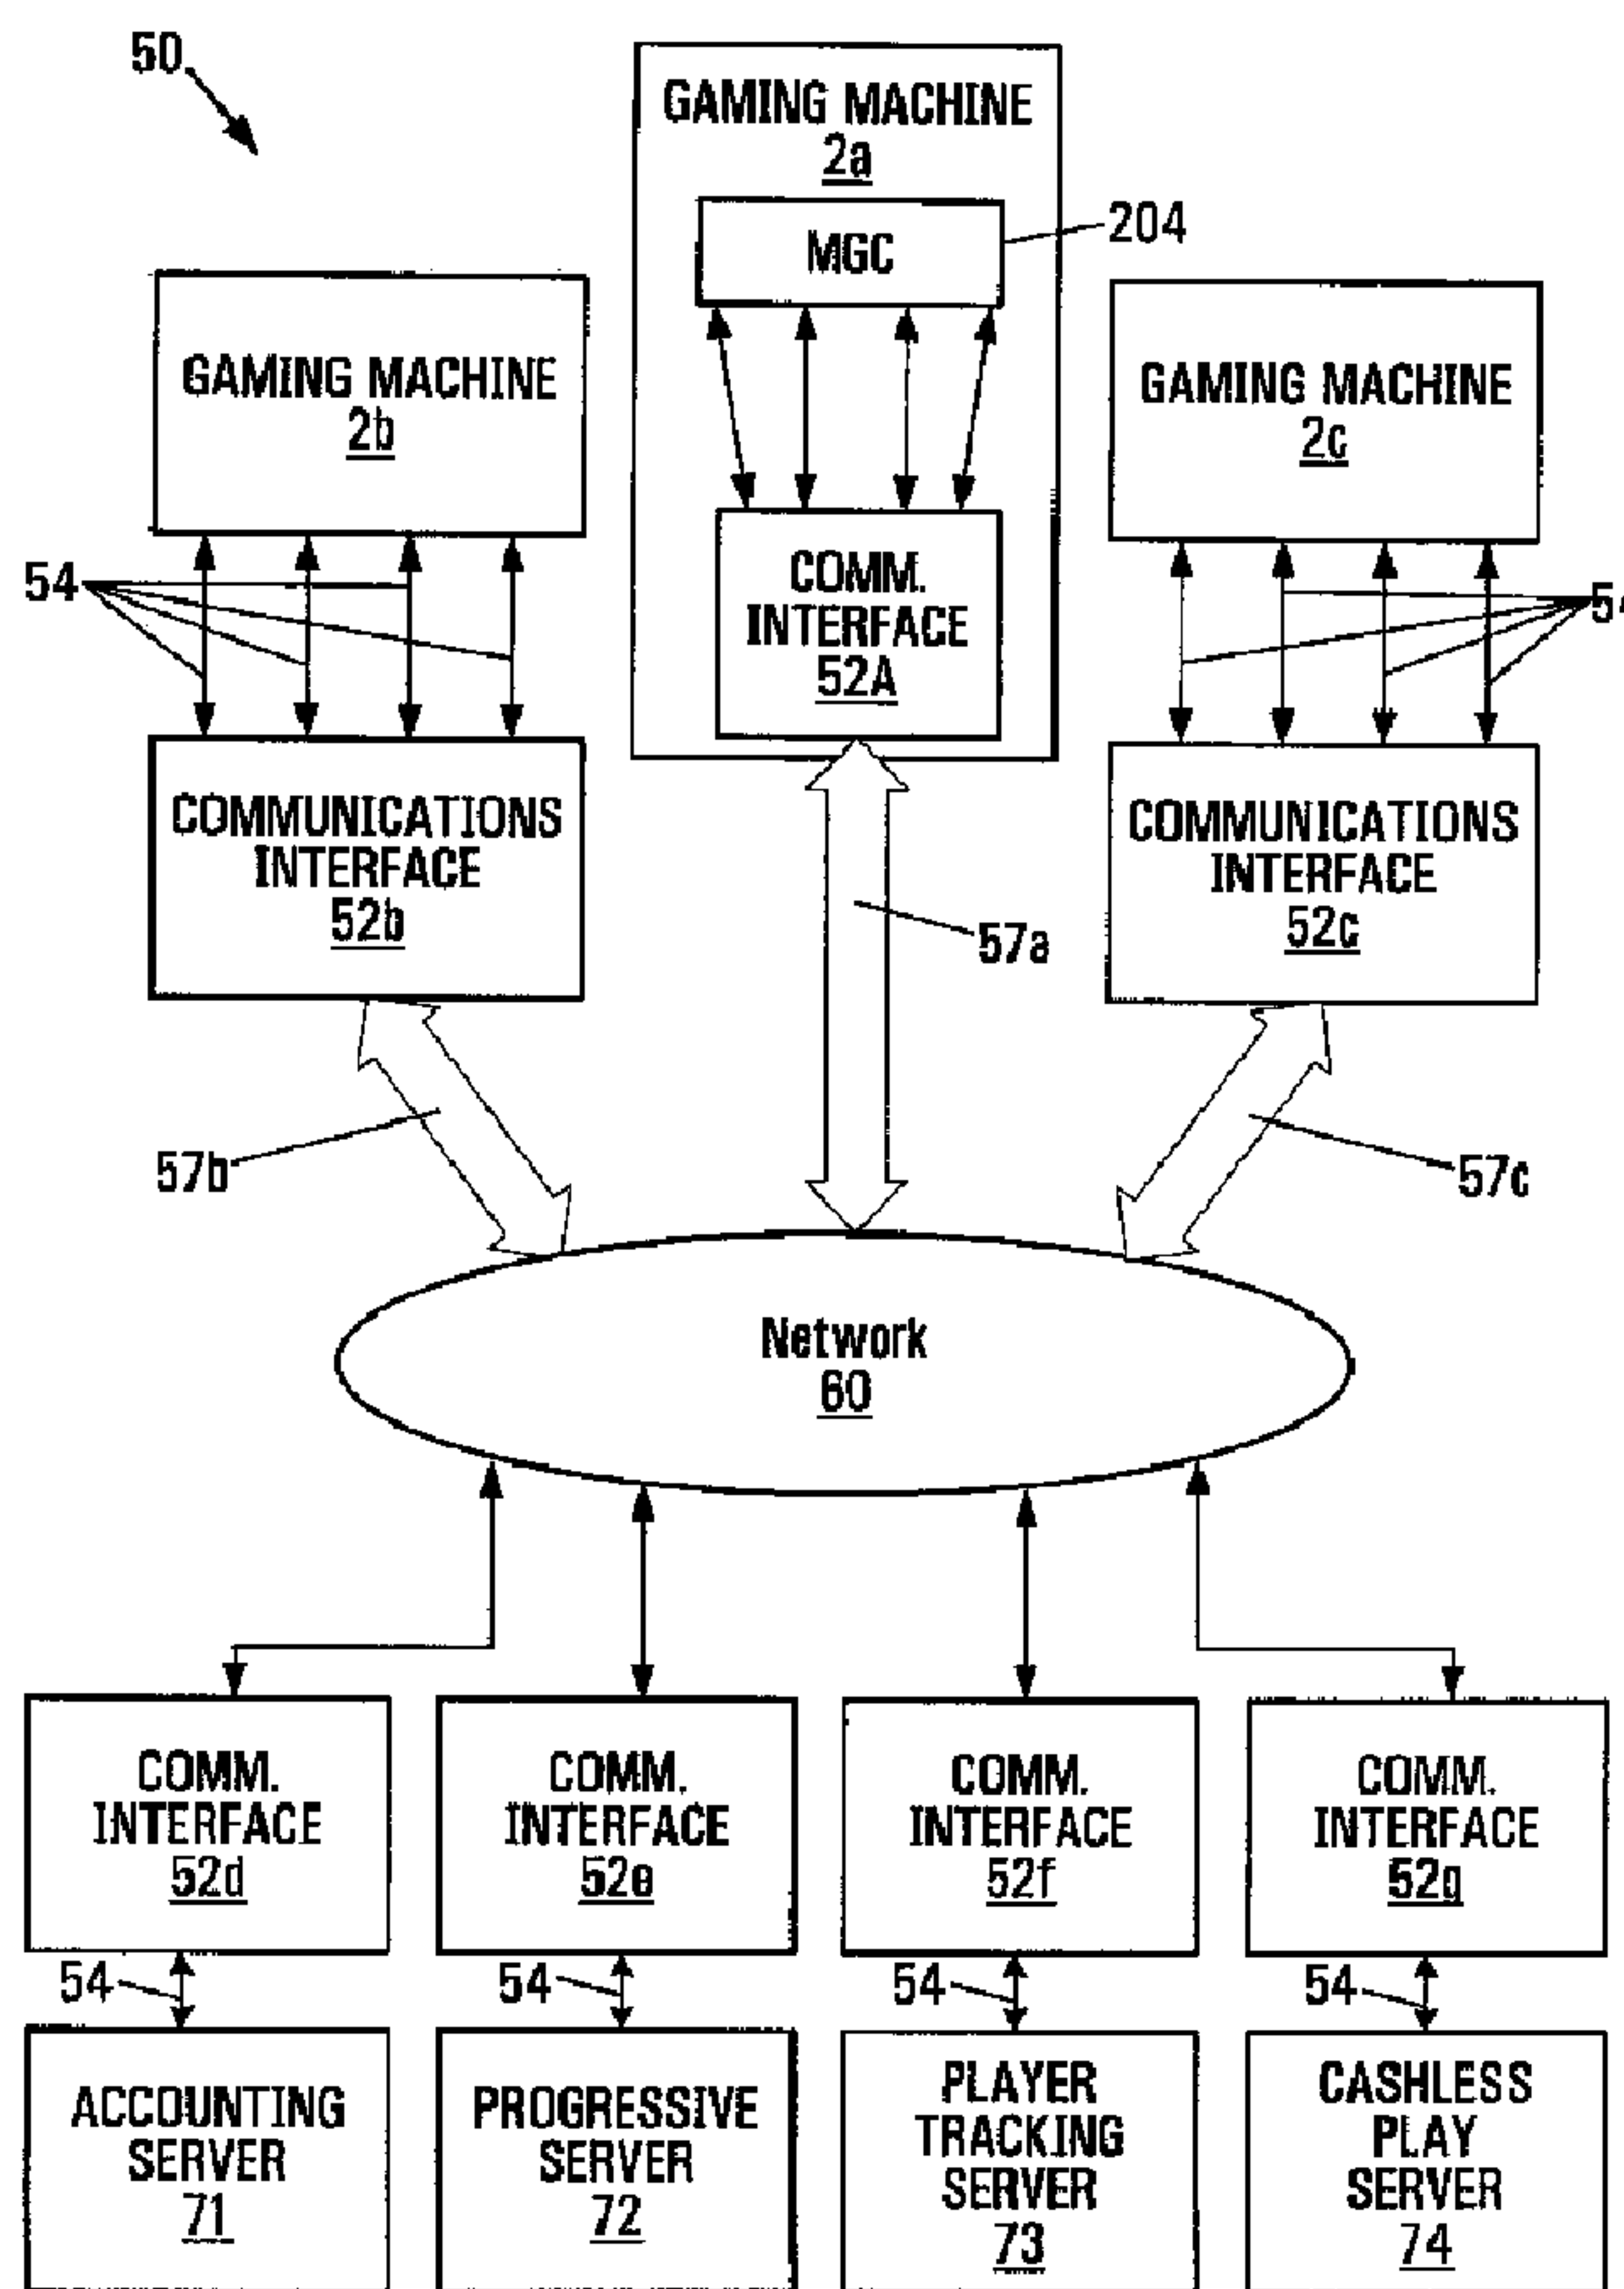 50
GAMING MACHINE
2a
MGC
204
GAMING MACHINE
2b
GAMING MACHINE
2c
54
COMM.
INTERFACE
52A
COMMUNICATIONS
INTERFACE
52b
COMMUNICATIONS
INTERFACE
52c
57a
57b
57c
Network
60
COMM.
INTERFACE
52d
COMM.
INTERFACE
52e
COMM.
INTERFACE
52f
COMM.
INTERFACE
52g
54
54
54
54
ACCOUNTING
SERVER
71
PROGRESSIVE
SERVER
72
PLAYER
TRACKING
SERVER
73
CASHLESS
PLAY
SERVER
74